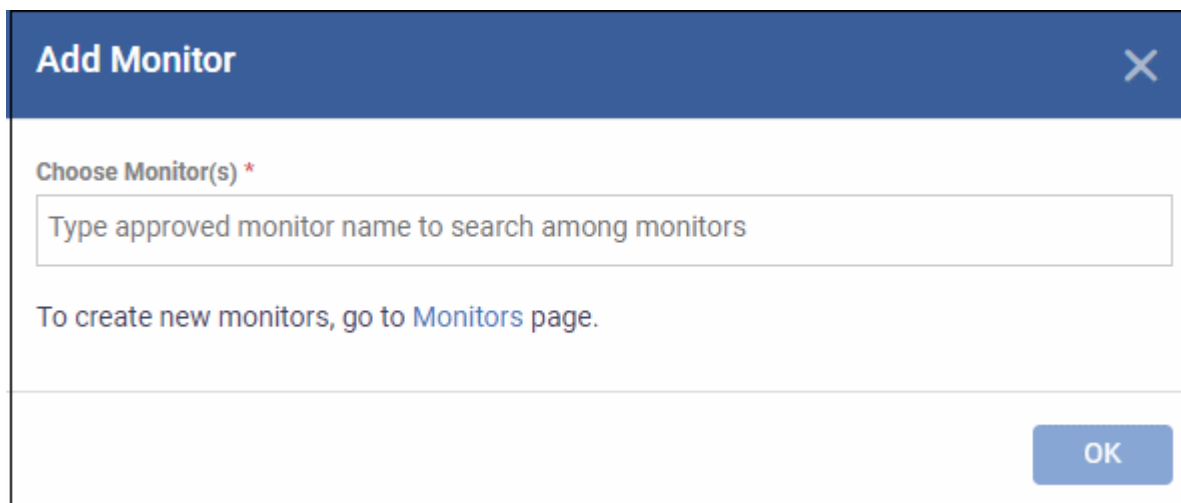 Add Monitor
Choose Monitor(s) *
Type approved monitor name to search among monitors
To create new monitors, go to Monitors page.
OK